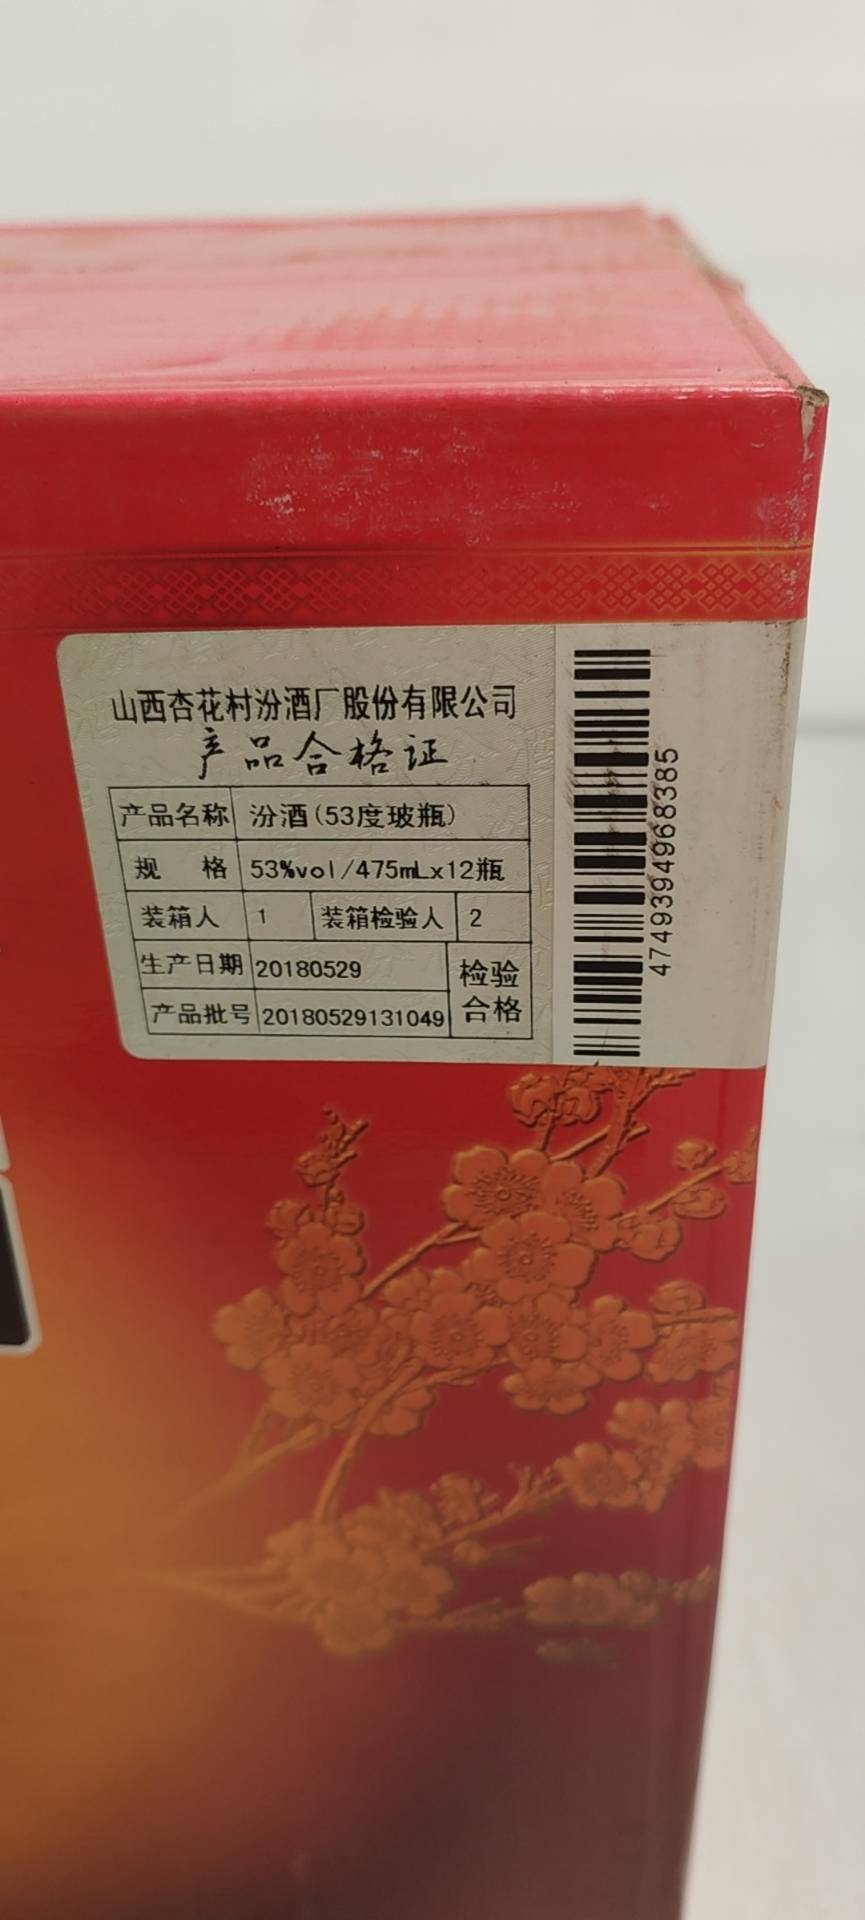 山西杏花村汾酒厂股份有限公司
产品合格证
产品名称 汾酒(53度玻瓶)
规 格 53%vol/475mLx12瓶
装箱人 1 装箱检验人 2
生产日期 20180529 检验
产品批号 20180529131049 合格
4749394968385